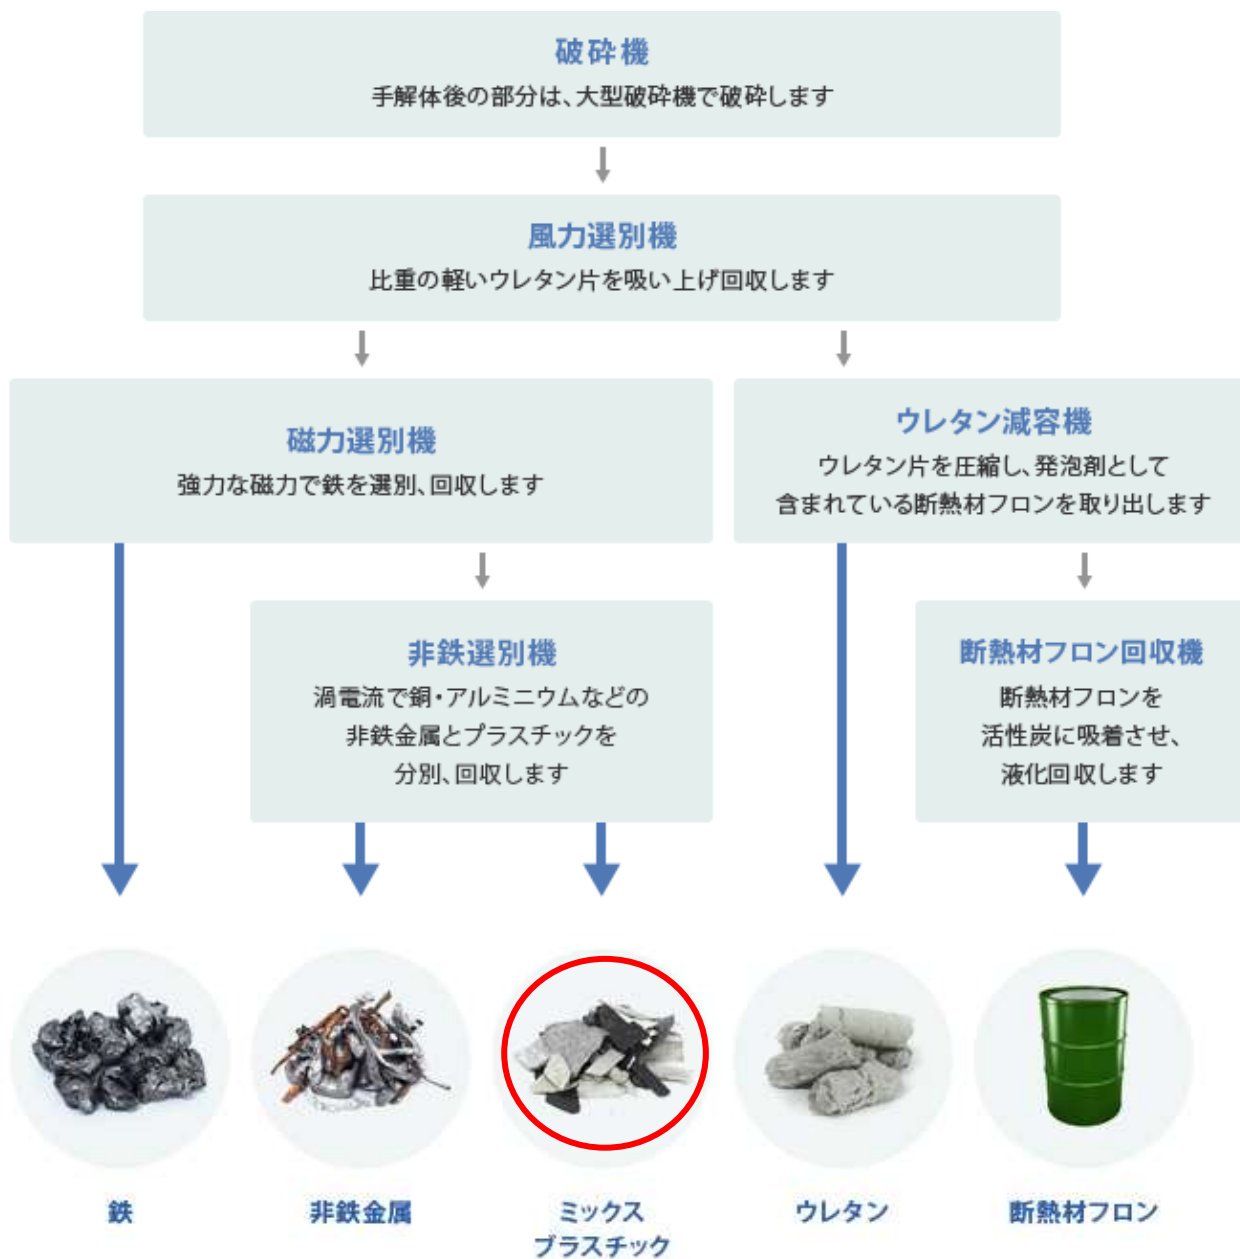 破砕機
手解体後の部分は、大型破砕機で破砕します
風力選別機
比重の軽いウレタン片を吸い上げ回収します
磁力選別機
強力な磁力で鉄を選別、回収します
ウレタン減容機
ウレタン片を圧縮し、発泡剤として
含まれている断熱材フロンを取り出します
非鉄選別機
渦電流で銅・アルミニウムなどの
非鉄金属とプラスチックを
分別、回収します
断熱材フロン回収機
断熱材フロンを
活性炭に吸着させ、
液化回収します
鉄
非鉄金属
ミックス
プラスチック
ウレタン
断熱材フロン